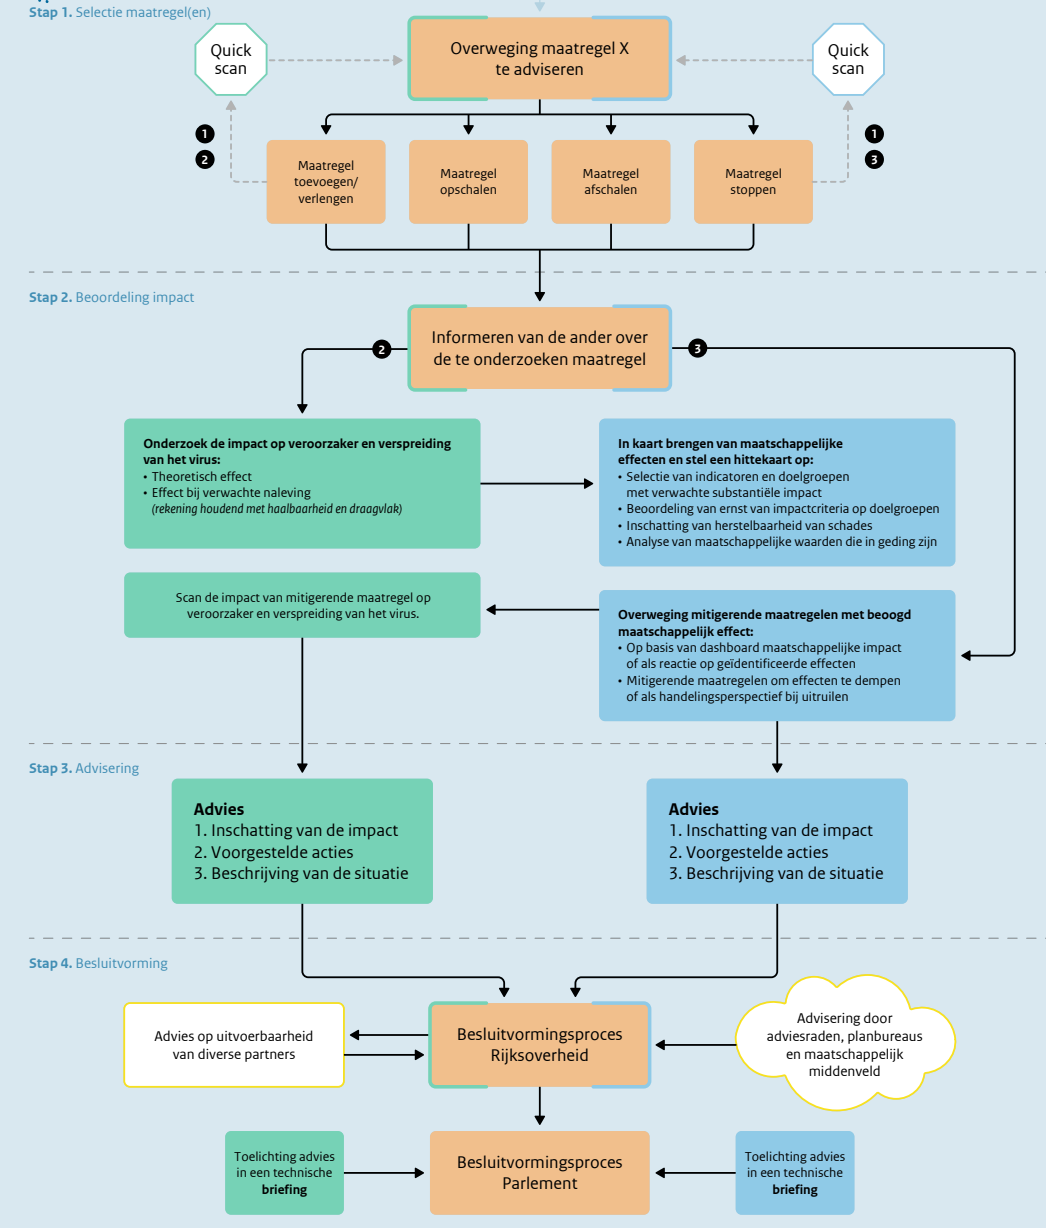 Stap 1. Selectie maatregel(en)
Quick
scan
Overweging maatregel X
te adviseren
Quick
scan
1
2
1
3
Maatregel
toevoegen/
verlengen
Maatregel
opschalen
Maatregel
afschalen
Maatregel
stoppen
Stap 2. Beoordeling impact
Informeren van de ander over
de te onderzoeken maatregel
2
3
Onderzoek de impact op veroorzaker en verspreiding
van het virus:
• Theoretisch effect
• Effect bij verwachte naleving
(rekening houdend met haalbaarheid en draagvlak)
In kaart brengen van maatschappelijke
effecten en stel een hittekaart op:
• Selectie van indicatoren en doelgroepen
met verwachte substantiële impact
• Beoordeling van ernst van impactcriteria op doelgroepen
• Inschatting van herstelbaarheid van schades
• Analyse van maatschappelijke waarden die in geding zijn
Scan de impact van mitigerende maatregel op
veroorzaker en verspreiding van het virus.
Overweging mitigerende maatregelen met beoogd
maatschappelijk effect:
• Op basis van dashboard maatschappelijke impact
of als reactie op geïdentificeerde effecten
• Mitigerende maatregelen om effecten te dempen
of als handelingsperspectief bij uitruilen
Stap 3. Advisering
Advies
1. Inschatting van de impact
2. Voorgestelde acties
3. Beschrijving van de situatie
Advies
1. Inschatting van de impact
2. Voorgestelde acties
3. Beschrijving van de situatie
Stap 4. Besluitvorming
Advies op uitvoerbaarheid
van diverse partners
Besluitvormingsproces
Rijksoverheid
Advisering door
adviesraden, planbureaus
en maatschappelijk
middenveld
Toelichting advies
in een technische
briefing
Besluitvormingsproces
Parlement
Toelichting advies
in een technische
briefing